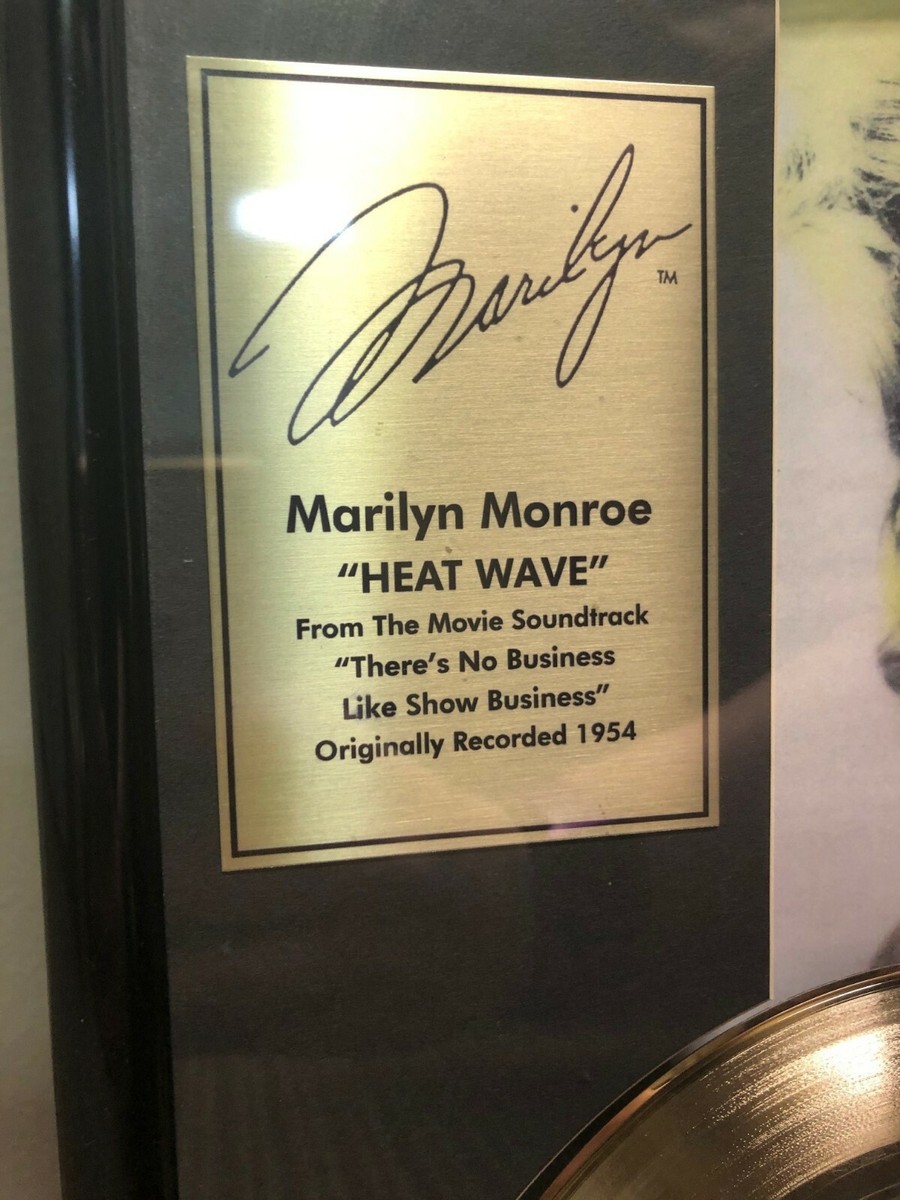 Marilyn
TM
Marilyn Monroe
“HEAT WAVE”
From The Movie Soundtrack
“There’s No Business
Like Show Business”
Originally Recorded 1954